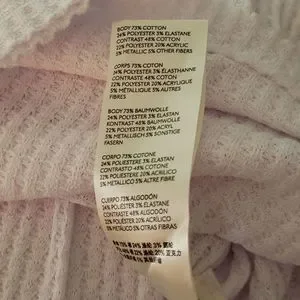 BODY 73% COTTON
24% POLYESTER 3% ELASTANE
CONTRAST 48% COTTON
22% POLYESTER 20% ACRYLIC
5% METALLIC 5% OTHER FIBERS
CORPS 73% COTON
24% POLYESTER 3% ÉLASTHANNE
CONTRASTE 48% COTON
22% POLYESTER 20% ACRYLIQUE
5% MÉTALLIQUE 5% AUTRES
FIBRES
BODY 73% BAUMWOLLE
24% POLYESTER 3% ELASTAN
KONTRAST 48% BAUMWOLLE
22% POLYESTER 20% ACRYL
5% METALLISCH 5% SONSTIGE
FASERN
CORPO 73% COTONE
24% POLIESTERE 3% ELASTAN
CONTRASTO 48% COTONE
22% POLIESTERE 20% ACRILICO
5% METALLICO 5% ALTRE FIBRE
CUERPO 73% ALGODÓN
24% POLIÉSTER 3% ELASTANE
CONTRASTE 48% ALGODÓN
22% POLIÉSTER 20% ACRÍLICO
5% METÁLICO 5% OTRAS FIBRAS